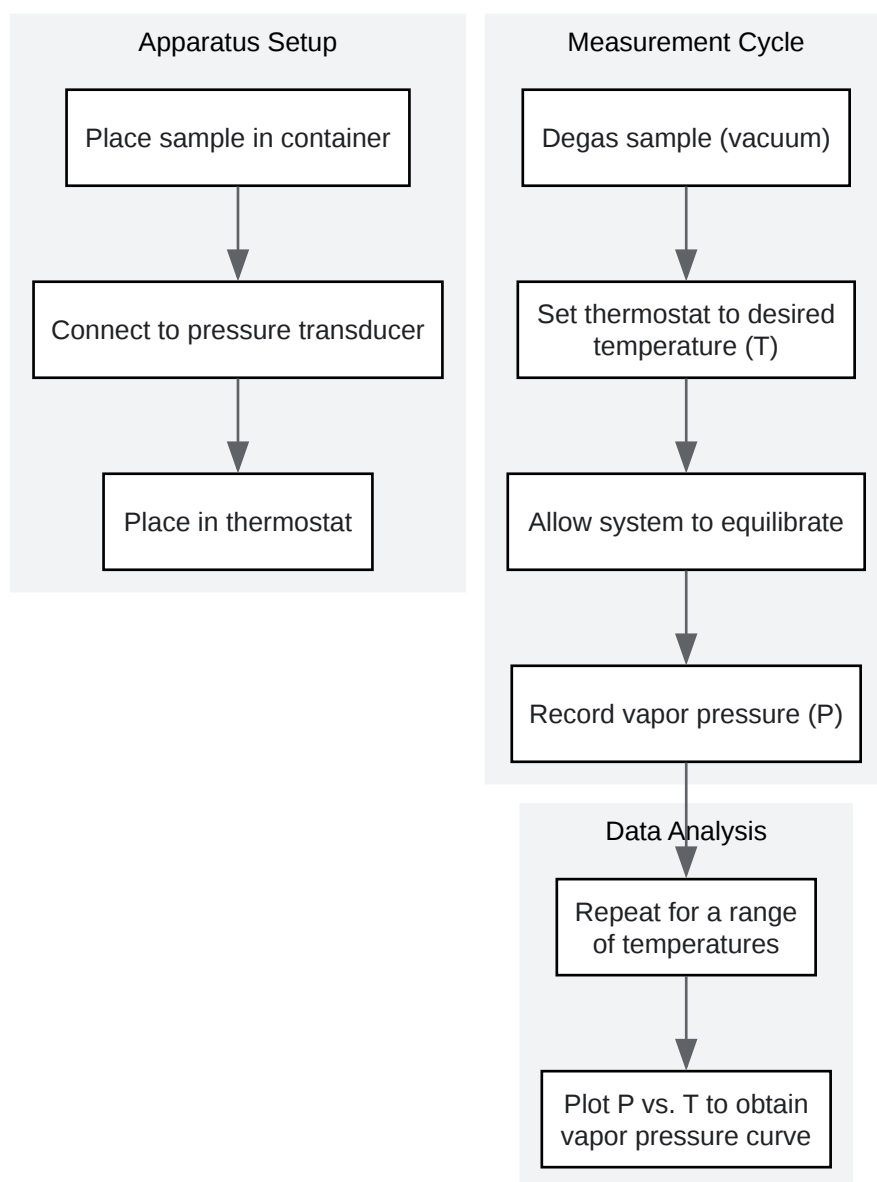 Apparatus Setup
Place sample in container
Connect to pressure transducer
Place in thermostat
Measurement Cycle
Degas sample (vacuum)
Set thermostat to desired
temperature (T)
Allow system to equilibrate
Record vapor pressure (P)
Data Analysis
Repeat for a range
of temperatures
Plot P vs. T to obtain
vapor pressure curve